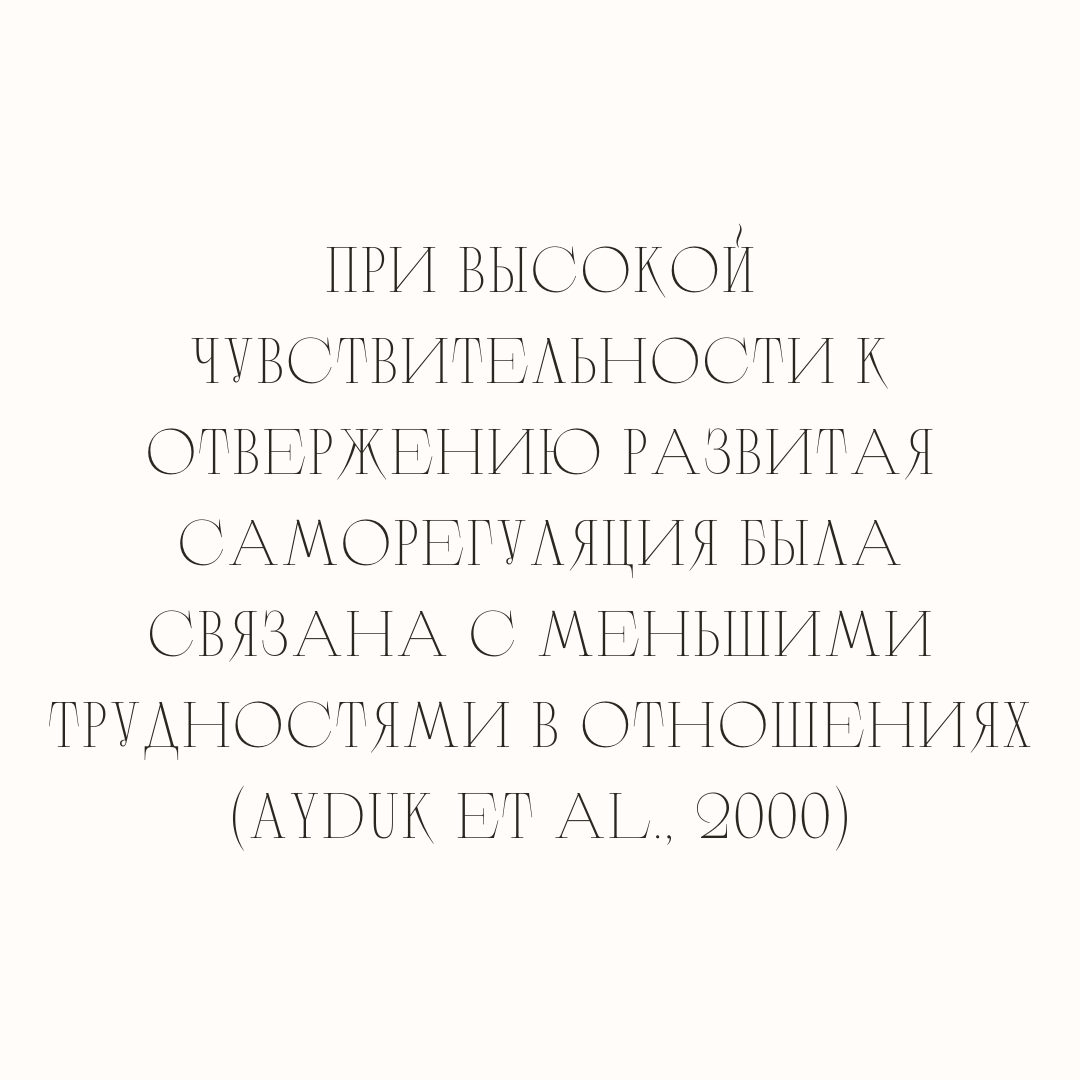 ПРИ ВЫСОКОЙ
ЧУВСТВИТЕЛЬНОСТИ К
ОТВЕРЖЕНИЮ РАЗВИТАЯ
САМОРЕГУЛЯЦИЯ БЫЛА
СВЯЗАНА С МЕНЬШИМИ
ТРУДНОСТЯМИ В ОТНОШЕНИЯХ
(AYDUK ET AL., 2000)